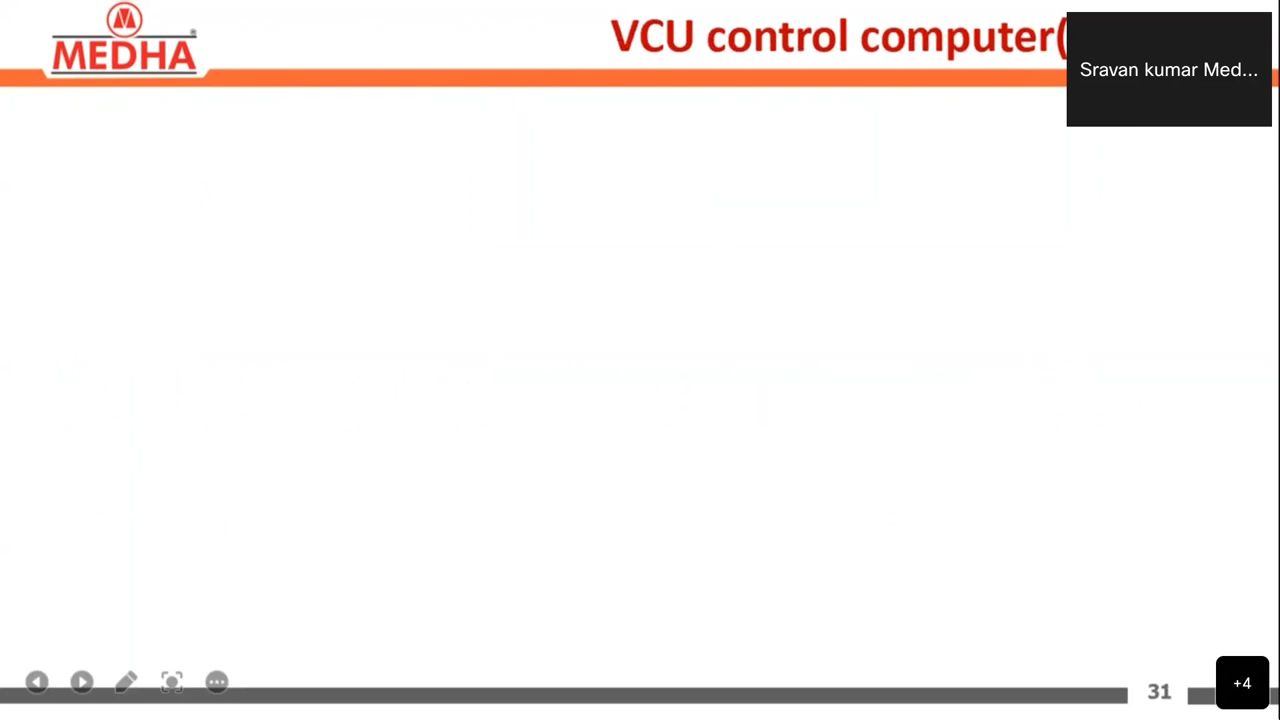 MEDHA
®
VCU control computer(
Sravan kumar Med...
31
+4